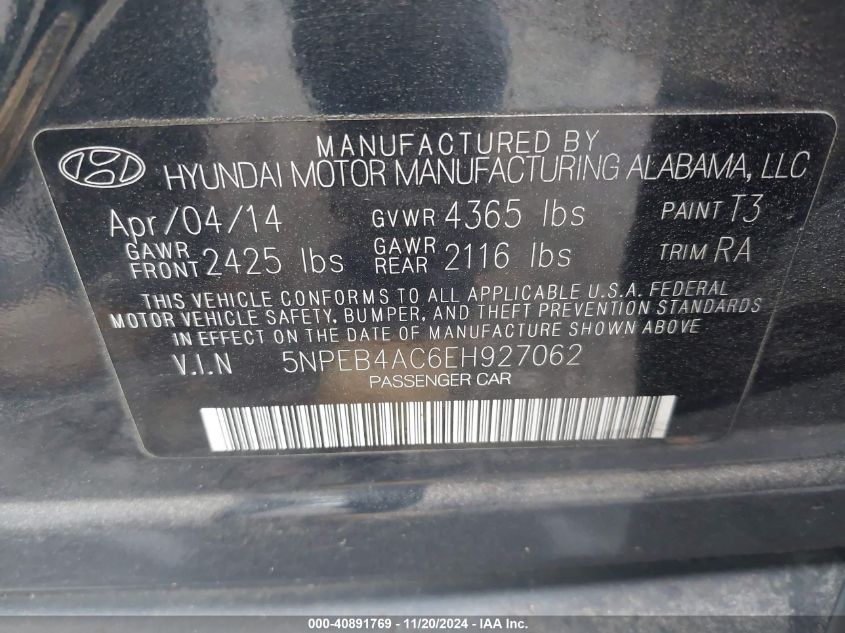 MANUFACTURED BY
HYUNDAI MOTOR MANUFACTURING ALABAMA, LLC
Apr/04/14 GVWR 4365 lbs PAINT T3
GAWR FRONT 2425 lbs GAWR REAR 2116 lbs TRIM RA
THIS VEHICLE CONFORMS TO ALL APPLICABLE U.S.A. FEDERAL
MOTOR VEHICLE SAFETY, BUMPER, AND THEFT PREVENTION STANDARDS
IN EFFECT ON THE DATE OF MANUFACTURE SHOWN ABOVE
V.I.N 5NPEB4AC6EH927062
PASSENGER CAR
000-40891769 - 11/20/2024 - IAA Inc.